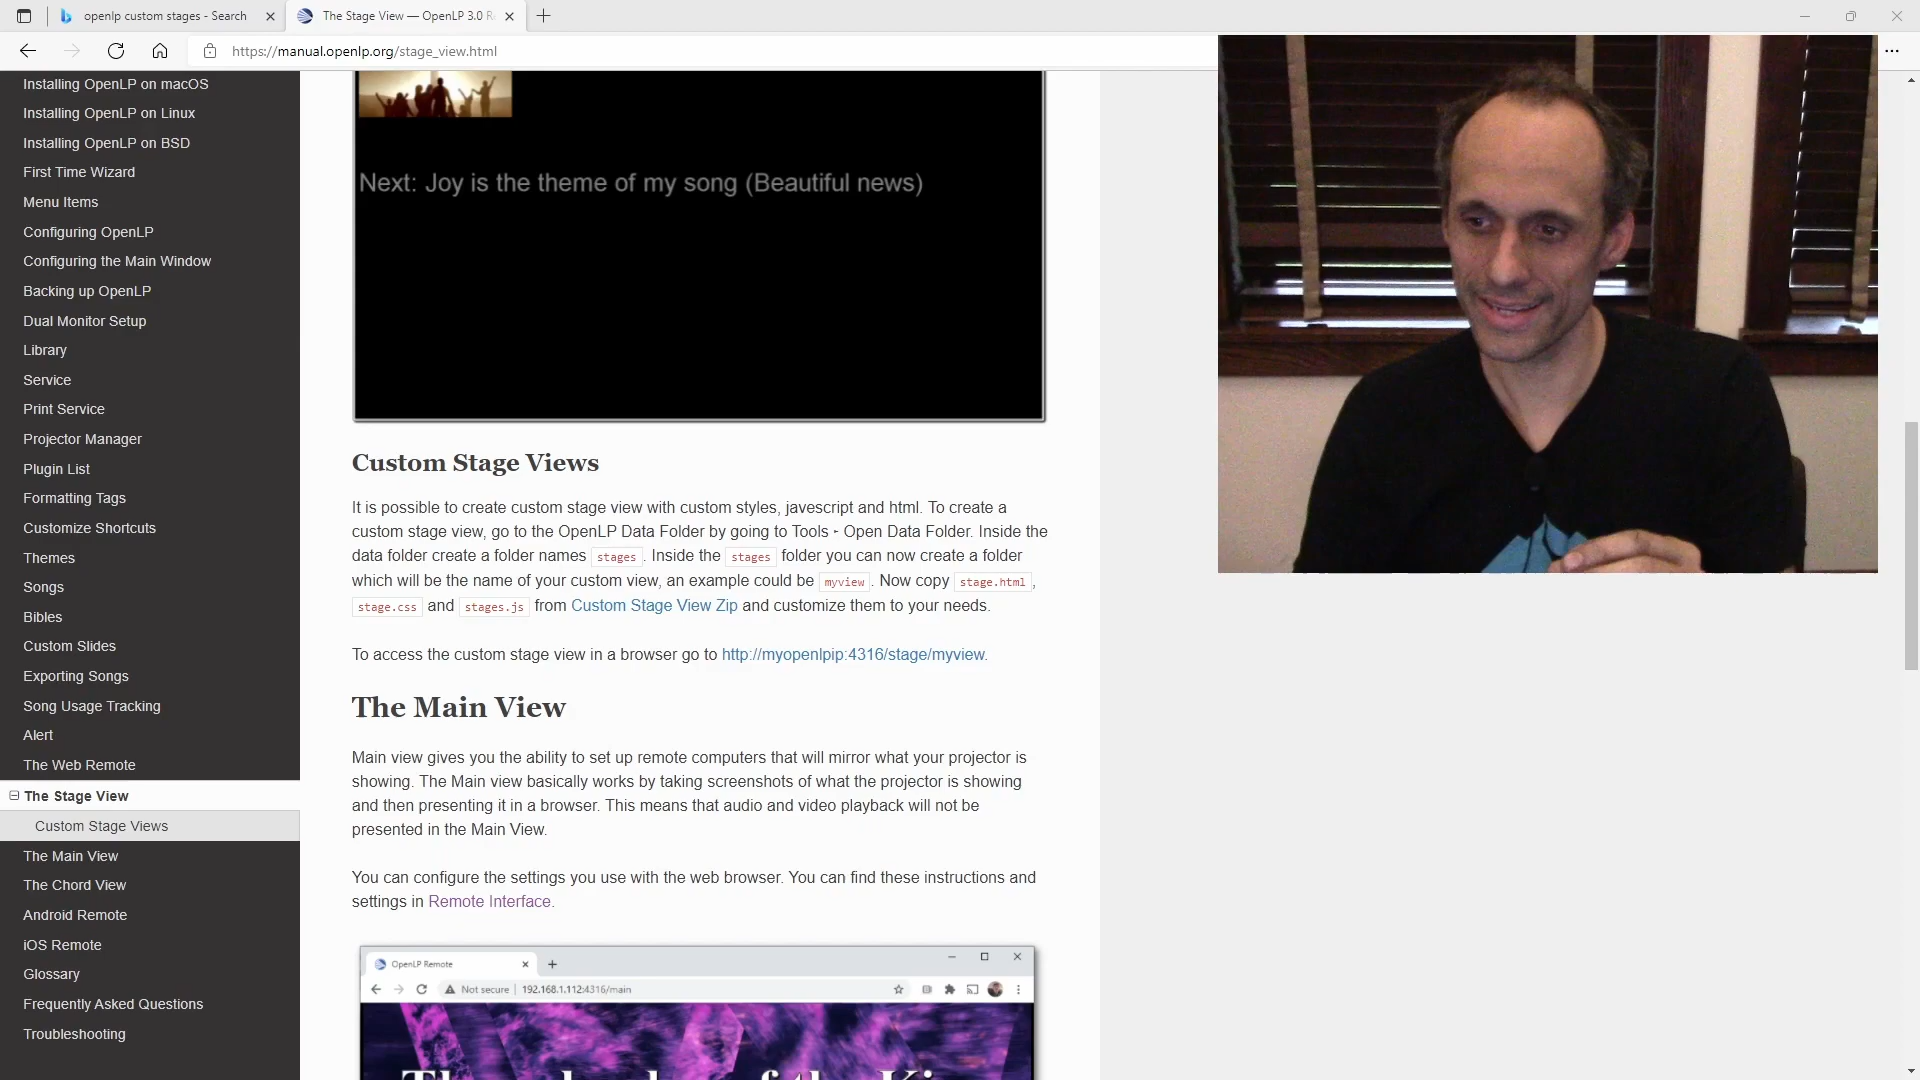 openlp custom stages - Search
The Stage View — OpenLP 3.0 R
https://manual.openlp.org/stage_view.html
Installing OpenLP on macOS
Installing OpenLP on Linux
Installing OpenLP on BSD
First Time Wizard
Menu Items
Configuring OpenLP
Configuring the Main Window
Backing up OpenLP
Dual Monitor Setup
Library
Service
Print Service
Projector Manager
Plugin List
Formatting Tags
Customize Shortcuts
Themes
Songs
Bibles
Custom Slides
Exporting Songs
Song Usage Tracking
Alert
The Web Remote
The Stage View
Custom Stage Views
The Main View
The Chord View
Android Remote
iOS Remote
Glossary
Frequently Asked Questions
Troubleshooting
Next: Joy is the theme of my song (Beautiful news)
Custom Stage Views
It is possible to create custom stage view with custom styles, javescript and html. To create a
custom stage view, go to the OpenLP Data Folder by going to Tools ‣ Open Data Folder. Inside the
data folder create a folder names stages. Inside the stages folder you can now create a folder
which will be the name of your custom view, an example could be myview. Now copy stage.html,
stage.css and stages.js from Custom Stage View Zip and customize them to your needs.
To access the custom stage view in a browser go to http://myopenlpip:4316/stage/myview.
The Main View
Main view gives you the ability to set up remote computers that will mirror what your projector is
showing. The Main view basically works by taking screenshots of what the projector is showing
and then presenting it in a browser. This means that audio and video playback will not be
presented in the Main View.
You can configure the settings you use with the web browser. You can find these instructions and
settings in Remote Interface.
OpenLP Remote
Not secure | 192.168.1.112:4316/main